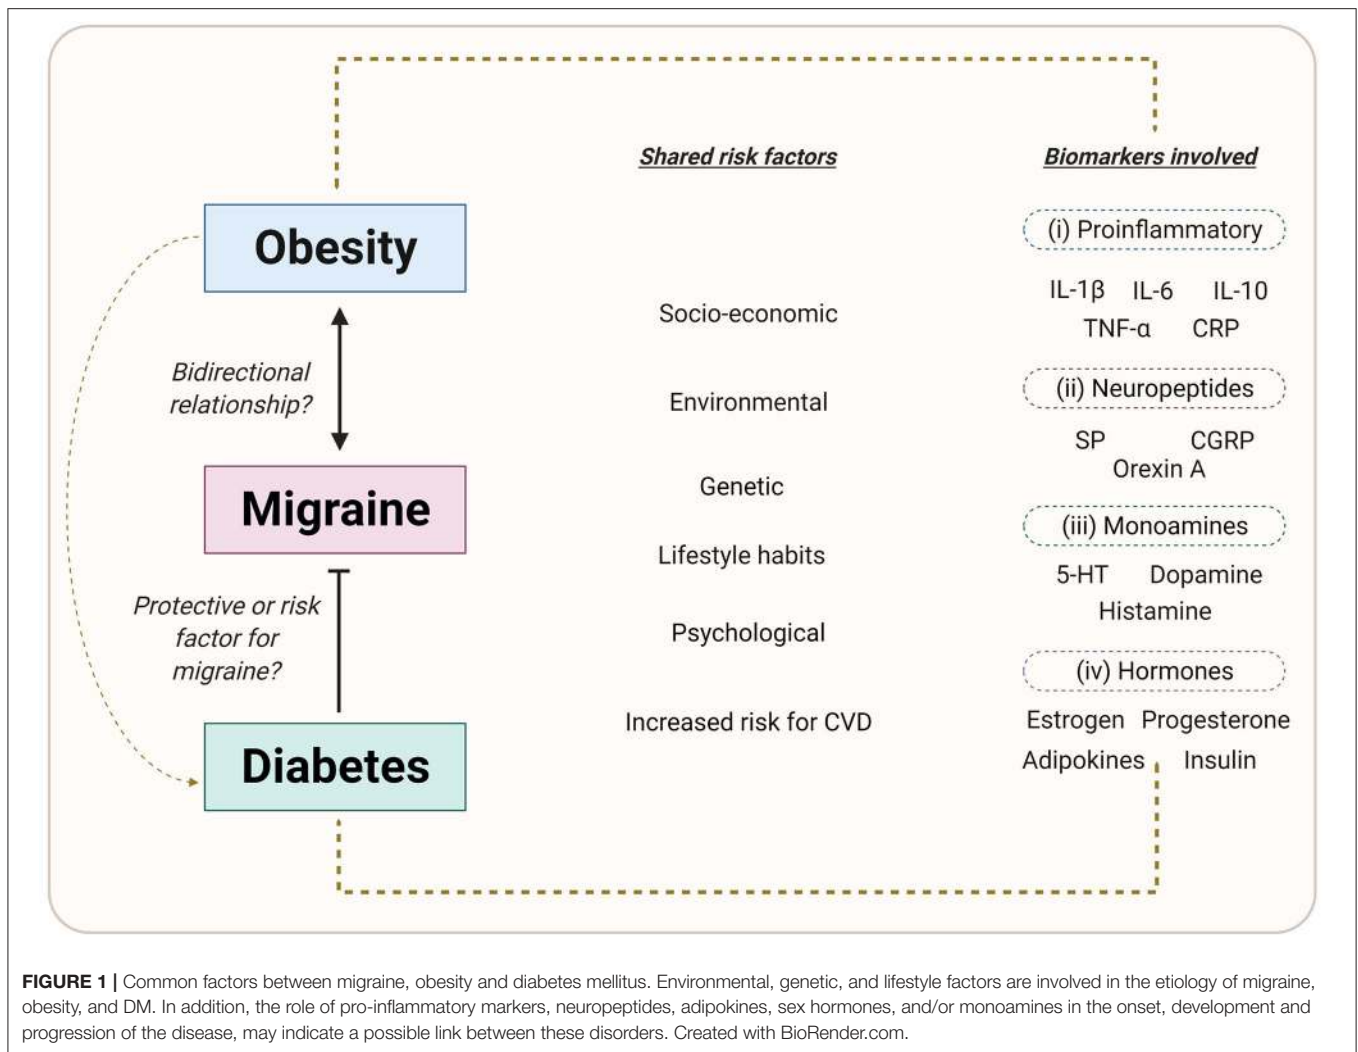 Obesity
Bidirectional
relationship?
Migraine
Protective or risk
factor for
migraine?
Diabetes
Shared risk factors
Socio-economic
Environmental
Genetic
Lifestyle habits
Psychological
Increased risk for CVD
Biomarkers involved
(i) Proinflammatory
IL-1β IL-6 IL-10
TNF-α CRP
(ii) Neuropeptides
SP CGRP
Orexin A
(iii) Monoamines
5-HT Dopamine
Histamine
(iv) Hormones
Estrogen Progesterone
Adipokines Insulin
FIGURE 1 | Common factors between migraine, obesity and diabetes mellitus. Environmental, genetic, and lifestyle factors are involved in the etiology of migraine,
obesity, and DM. In addition, the role of pro-inflammatory markers, neuropeptides, adipokines, sex hormones, and/or monoamines in the onset, development and
progression of the disease, may indicate a possible link between these disorders. Created with BioRender.com.